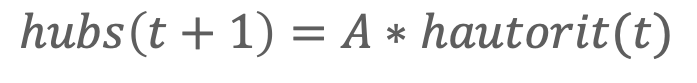 hubs(t + 1) = A ∗ hautorit(t)